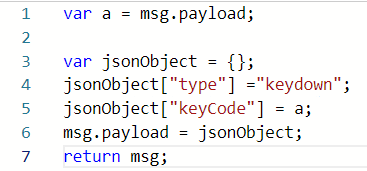 1 var a = msg.payload;
2
3 var jsonObject = {};
4 jsonObject["type"] ="keydown";
5 jsonObject["keyCode"] = a;
6 msg.payload = jsonObject;
7 return msg;